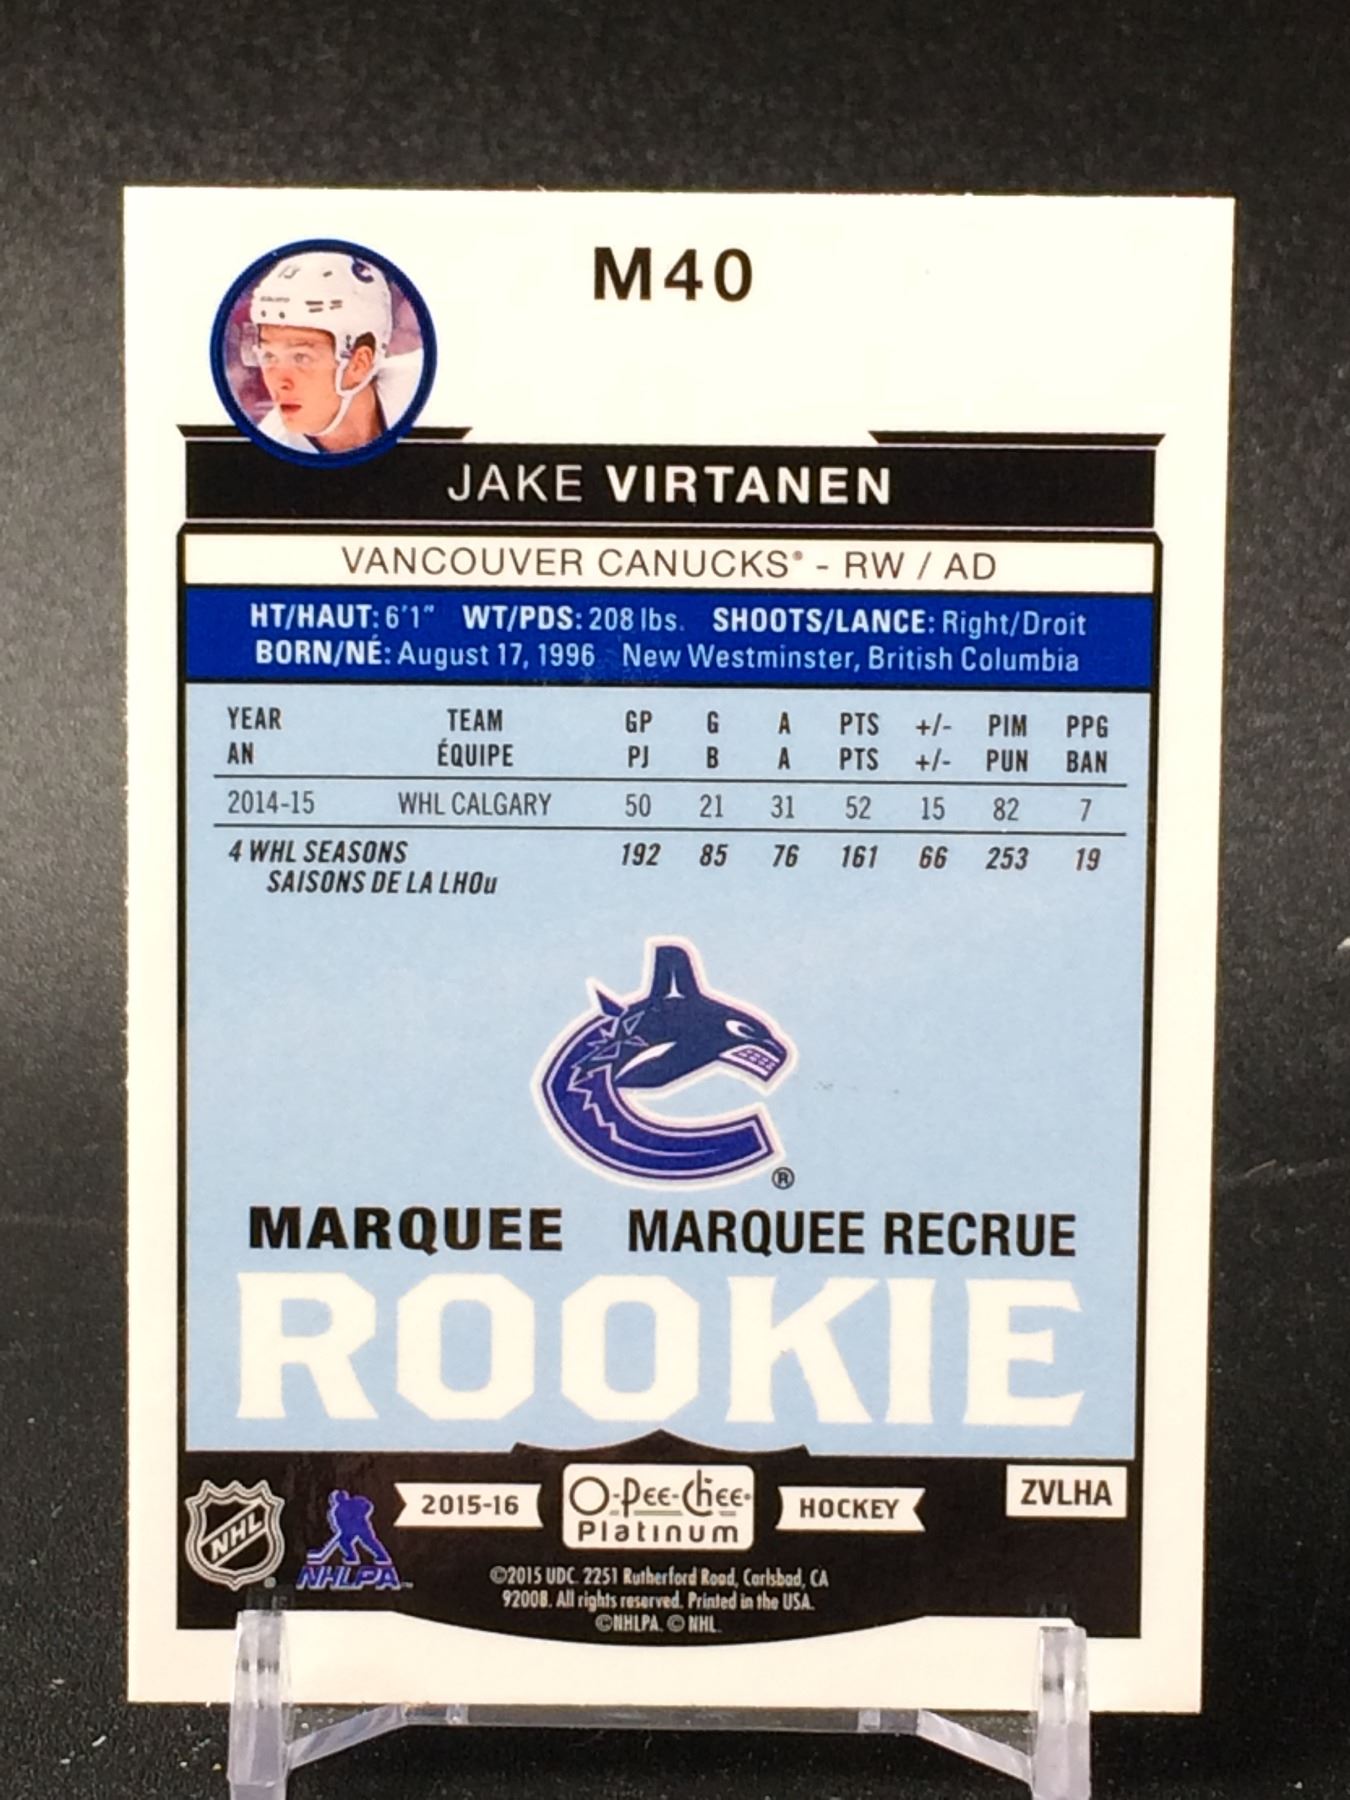 M40
JAKE VIRTANEN
VANCOUVER CANUCKS® - RW / AD
HT/HAUT: 6'1" WT/PDS: 208 lbs. SHOOTS/LANCE: Right/Droit
BORN/NÉ: August 17, 1996 New Westminster, British Columbia
YEAR TEAM GP G A PTS +/- PIM PPG
AN ÉQUIPE PJ B A PTS +/- PUN BAN
2014-15 WHL CALGARY 50 21 31 52 15 82 7
4 WHL SEASONS 192 85 76 161 66 253 19
SAISONS DE LA LHOu
®
MARQUEE MARQUEE RECRUE
ROOKIE
ZVLHA
NHL NHLPA 2015-16 O-Pee-Chee HOCKEY
Platinum
©2015 UDC. 2251 Rutherford Road, Carlsbad, CA
92008. All rights reserved. Printed in the USA.
©NHLPA. © NHL.